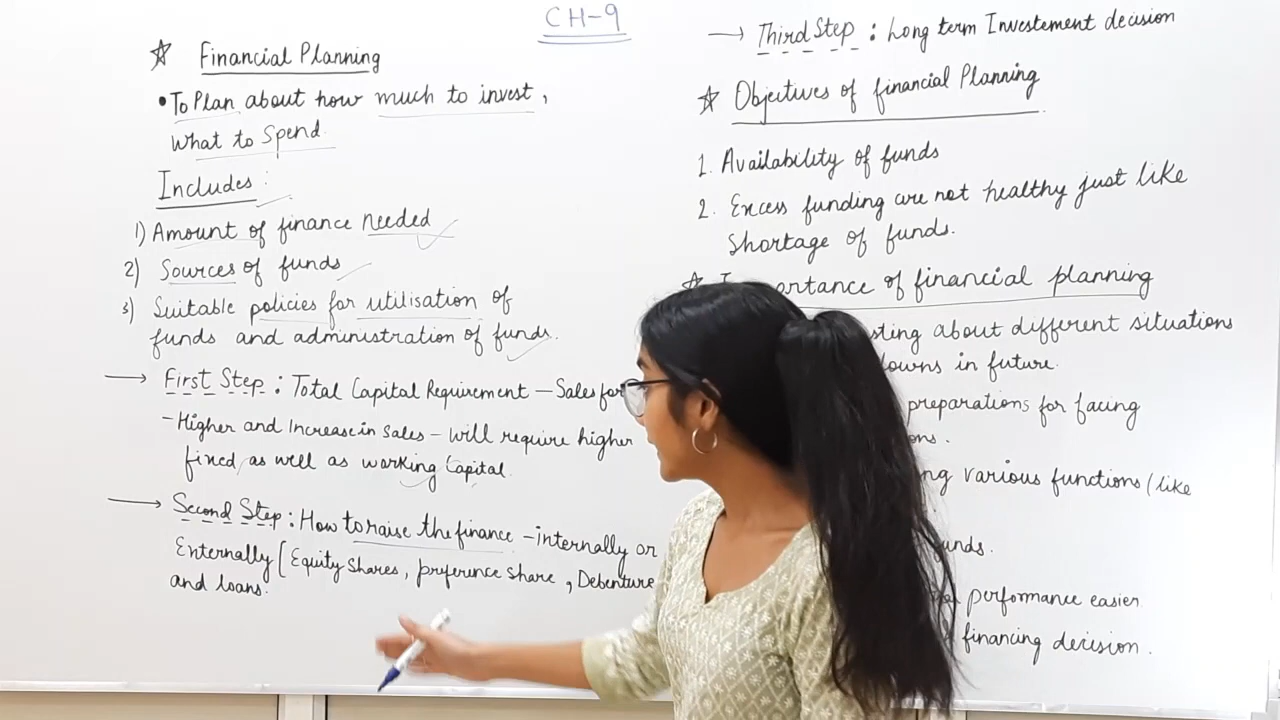 CH-9
☆ Financial Planning
• To Plan about how much to invest,
What to Spend.
Includes :
1) Amount of finance needed
2) Sources of funds
3) Suitable policies for utilisation of
funds and administration of funds.
→ First Step : Total Capital Requirement — Sales for
- Higher and Increase in Sales – will require higher
fixed as well as working Capital.
→ Second Step : How to raise the finance – internally or
Enternally [ Equity Shares, preference share, Debenture
and loans.
→ Third Step : Long term Investement decision
☆ Objectives of financial Planning
1. Availability of funds
2. Excess funding are not healthy just like
Shortage of funds.
☆ of financial planning
about different situations
in future.
preparations for facing
various functions (like
performance easier
financing decision.